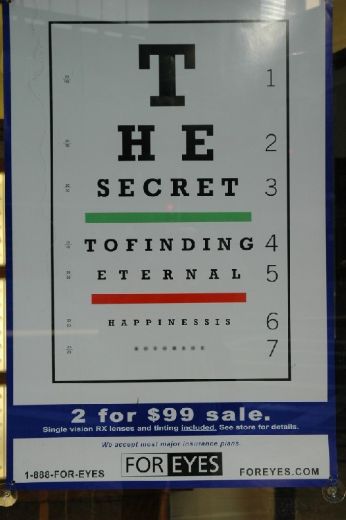 T 1
HE 2
SECRET 3
TOFINDING 4
ETERNAL 5
HAPPINESSIS 6
7
2 for $99 sale.
Single vision RX lenses and tinting included. See store for details.
We accept most major insurance plans.
1-888-FOR-EYES FOR EYES FOREYES.COM